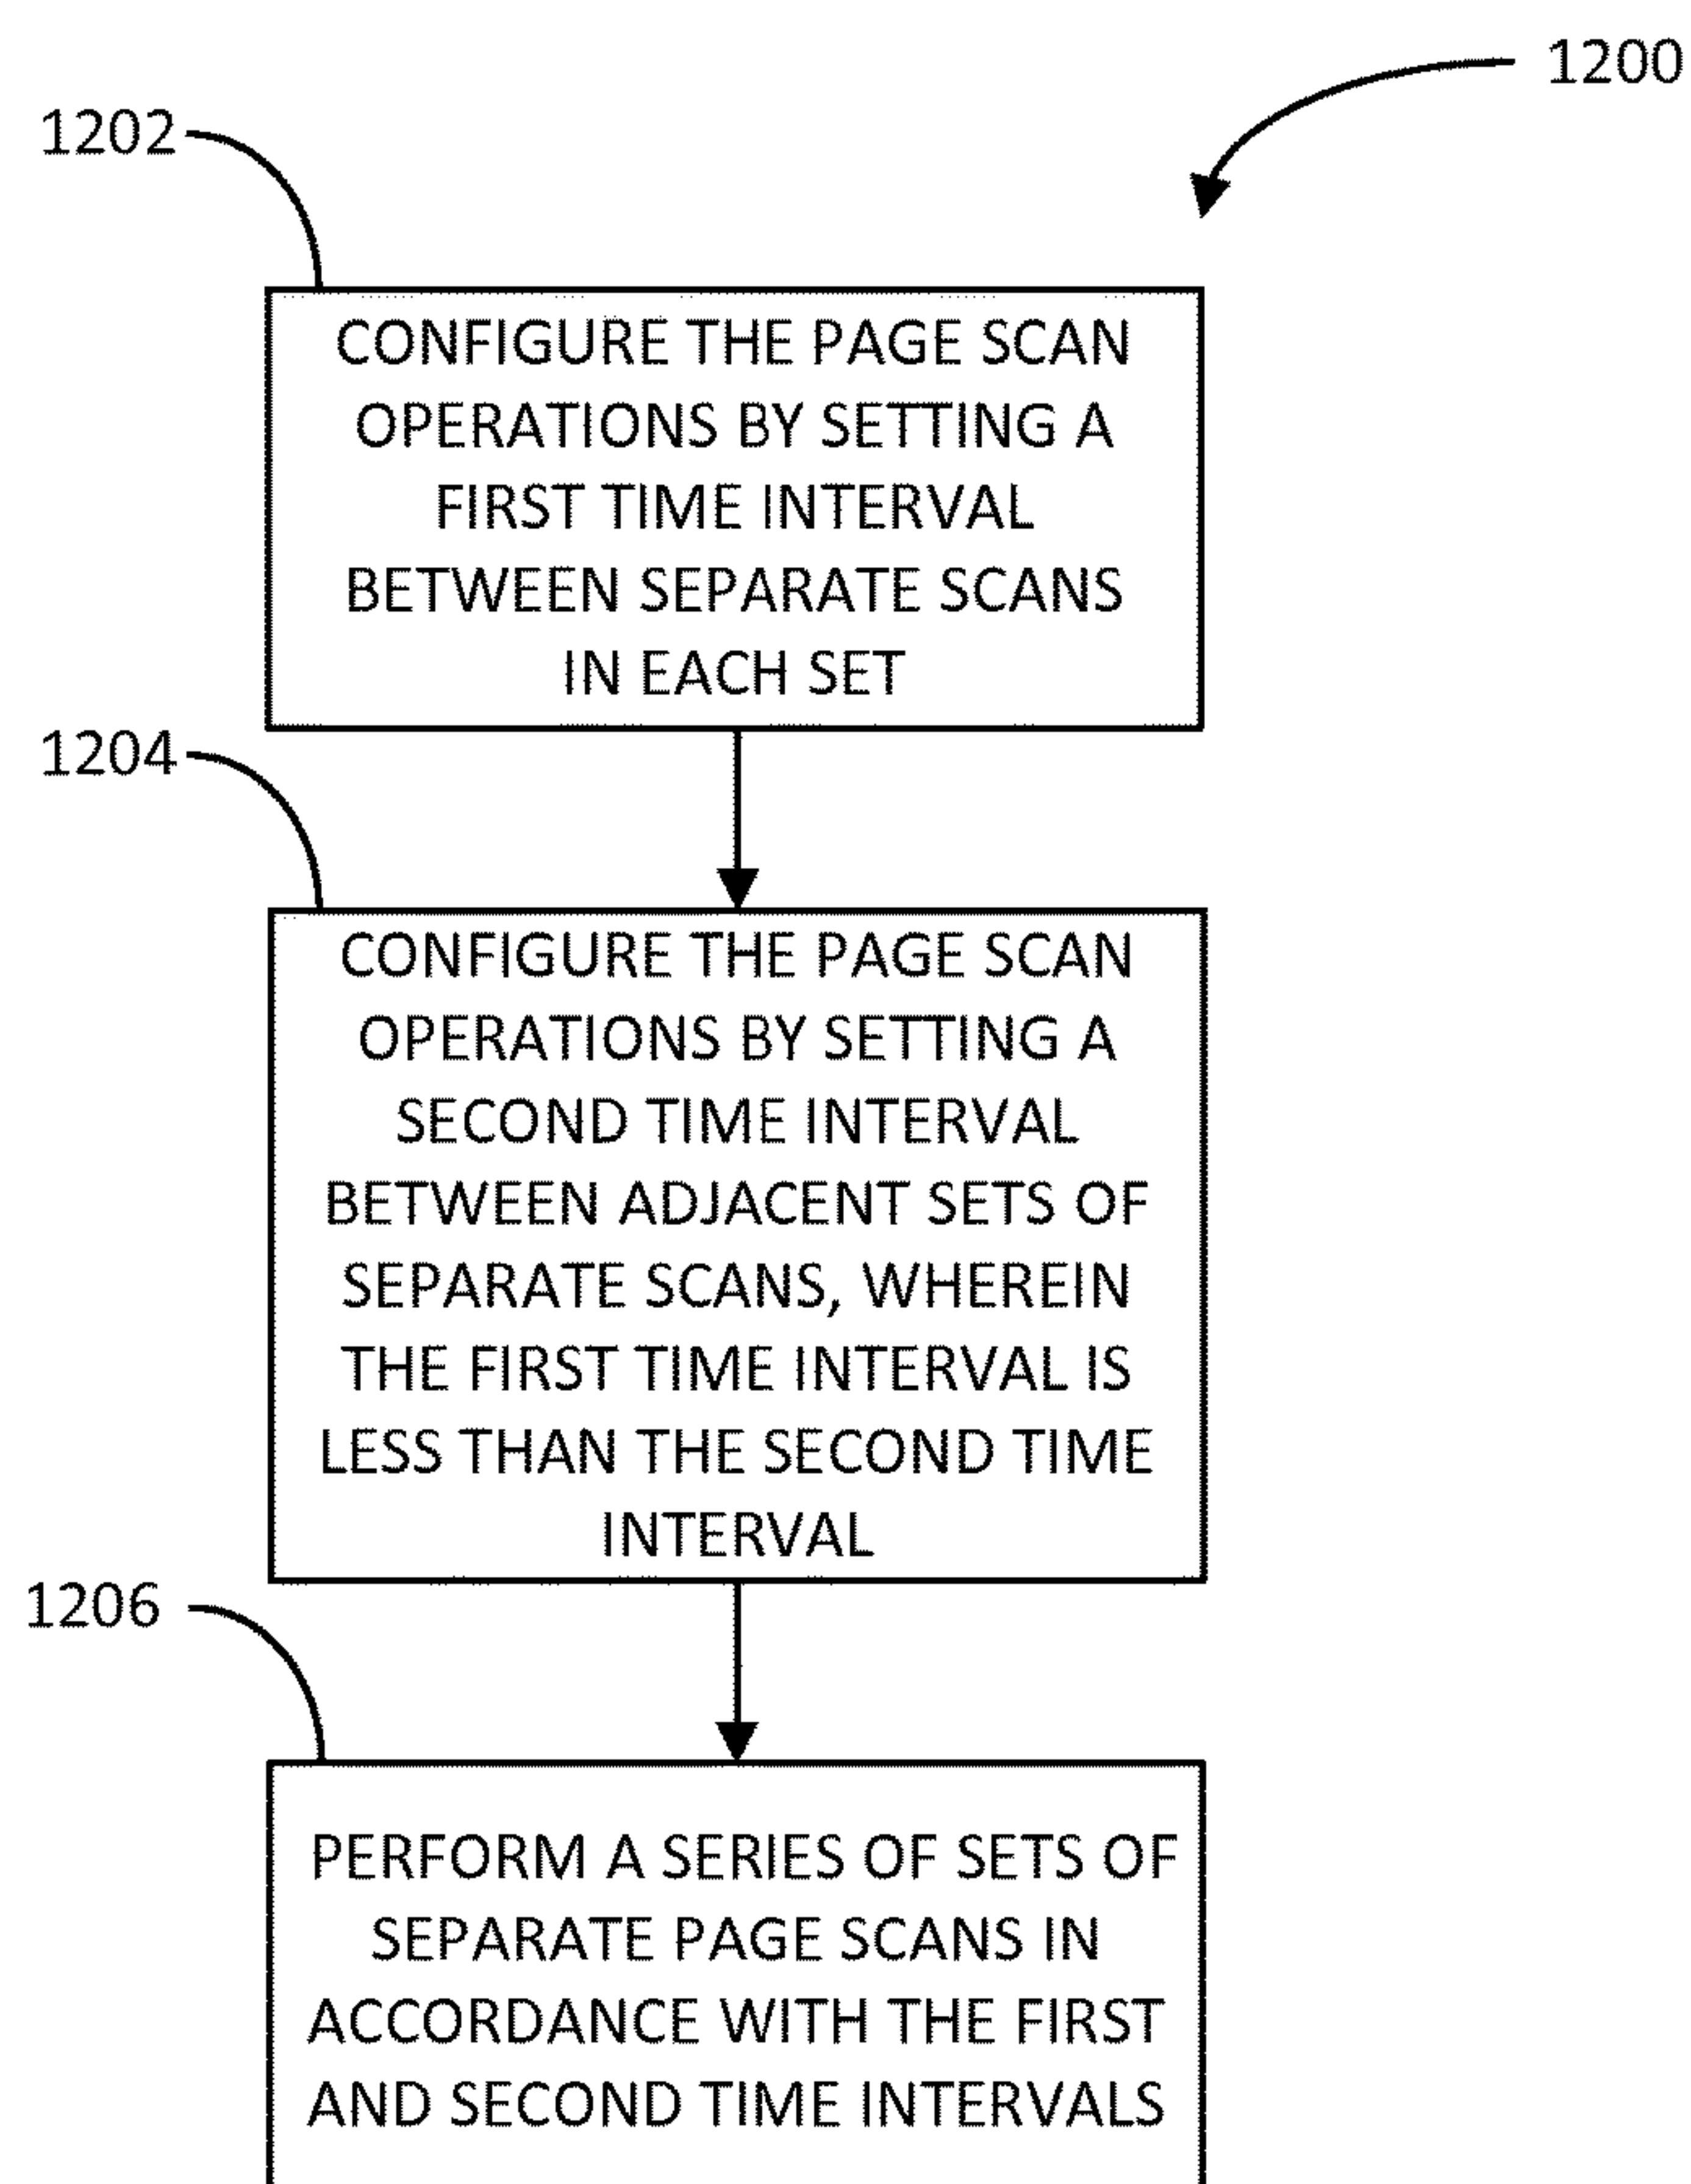 1200
1202
CONFIGURE THE PAGE SCAN
OPERATIONS BY SETTING A
FIRST TIME INTERVAL
BETWEEN SEPARATE SCANS
IN EACH SET
1204
CONFIGURE THE PAGE SCAN
OPERATIONS BY SETTING A
SECOND TIME INTERVAL
BETWEEN ADJACENT SETS OF
SEPARATE SCANS, WHEREIN
THE FIRST TIME INTERVAL IS
LESS THAN THE SECOND TIME
INTERVAL
1206
PERFORM A SERIES OF SETS OF
SEPARATE PAGE SCANS IN
ACCORDANCE WITH THE FIRST
AND SECOND TIME INTERVALS